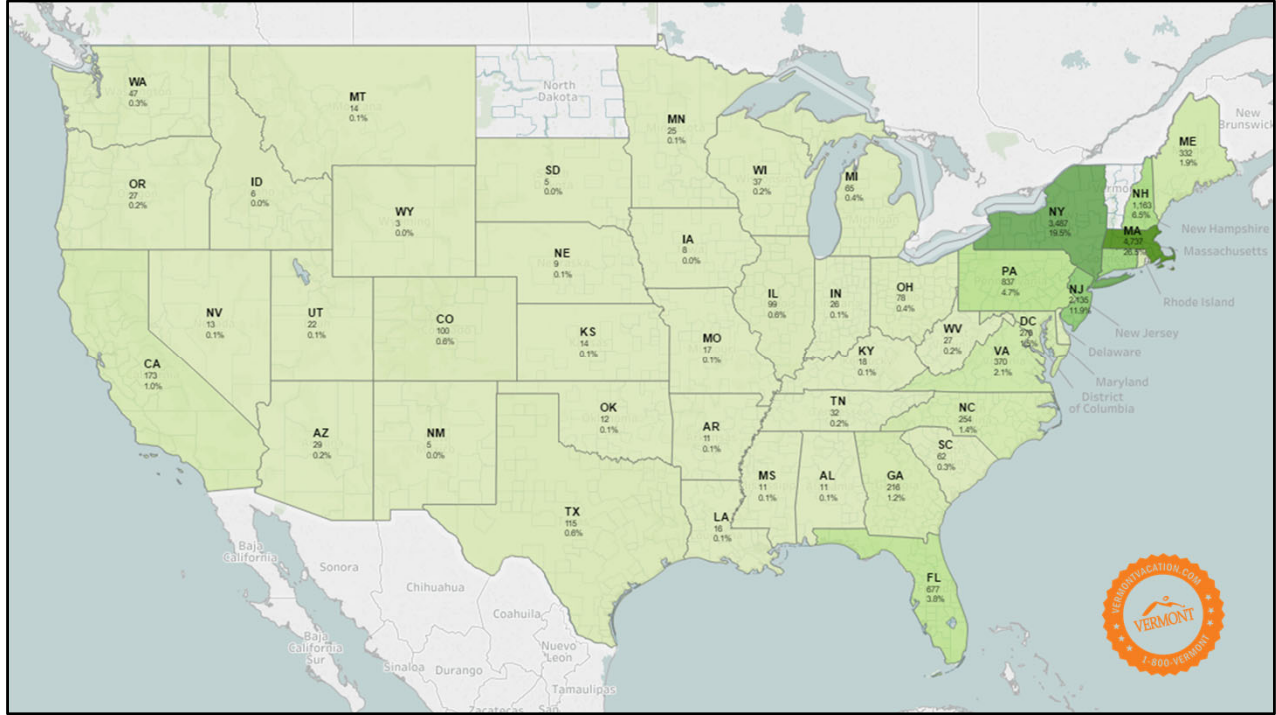 WA
47
0.3%
MT
14
0.1%
North
Dakota
MN
25
0.1%
New
Brunswick
ME
332
1.9%
OR
27
0.2%
ID
6
0.0%
SD
5
0.0%
WI
37
0.2%
MI
65
0.4%
NH
1,163
6.5%
WY
3
0.0%
NY
19.5%
New Hampshire
MA
4,737
26.5%
Massachusetts
IA
8
0.0%
NE
9
0.1%
PA
837
4.7%
NV
13
0.1%
UT
22
0.1%
CO
100
0.6%
IL
99
0.6%
IN
26
0.1%
OH
78
0.4%
NJ
2,135
11.9%
Rhode Island
KS
14
0.1%
MO
17
0.1%
WV
27
0.2%
DC
New Jersey
CA
173
1.0%
KY
18
0.1%
VA
370
2.1%
Delaware
Maryland
District
of Columbia
OK
12
0.1%
TN
32
0.2%
NC
254
1.4%
AZ
29
0.2%
NM
5
0.0%
AR
11
0.1%
SC
62
0.3%
MS
11
0.1%
AL
11
0.1%
GA
216
1.2%
TX
115
0.6%
LA
16
0.1%
Baja
California
Sonora
Chihuahua
FL
677
3.8%
Coahuila
Baja
California
Sur
Sinaloa
Durango
Nuevo
León
Tamaulipas
Zacatecas
San
VERMONTVACATION.COM
VERMONT
1-800-VERMONT